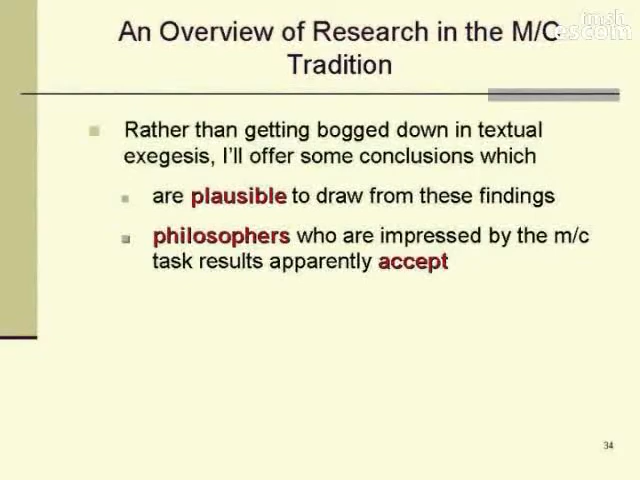 An Overview of Research in the M/C
Tradition
Rather than getting bogged down in textual
exegesis, I'll offer some conclusions which
are plausible to draw from these findings
philosophers who are impressed by the m/c
task results apparently accept
34